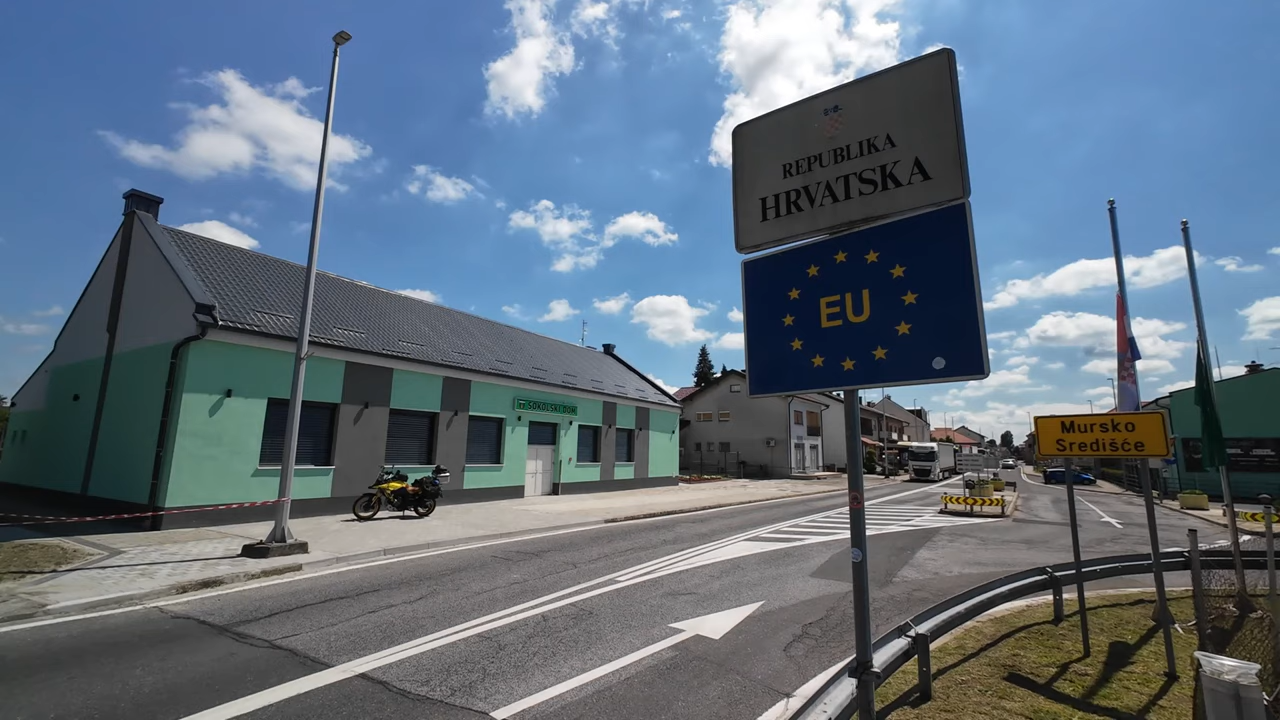 REPUBLIKA
HRVATSKA
EU
SOKOLSKI DOM
Mursko
Središće